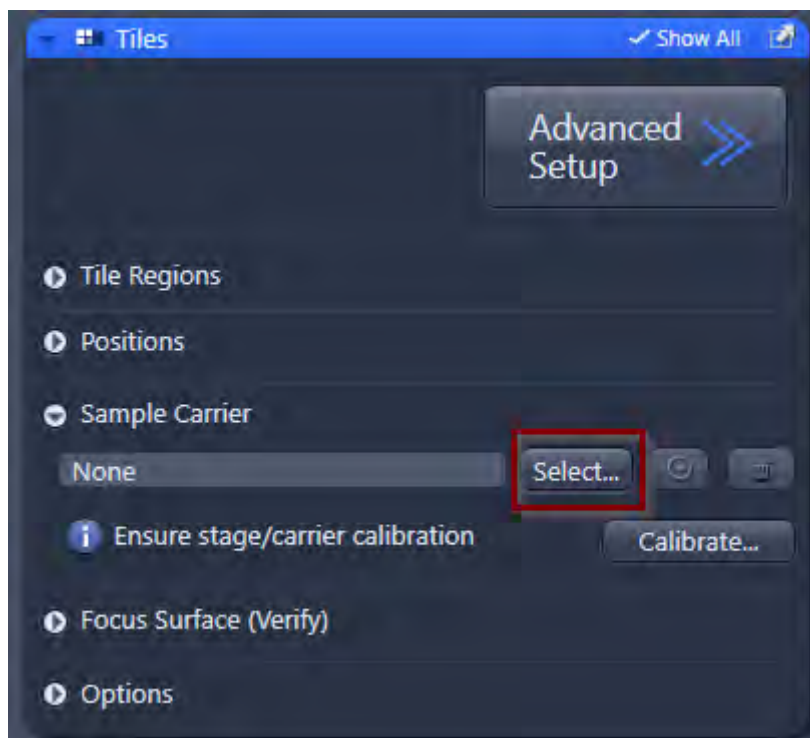 Tiles
Show All
Advanced
Setup
Tile Regions
Positions
Sample Carrier
None
Select...
Ensure stage/carrier calibration
Calibrate...
Focus Surface (Verify)
Options